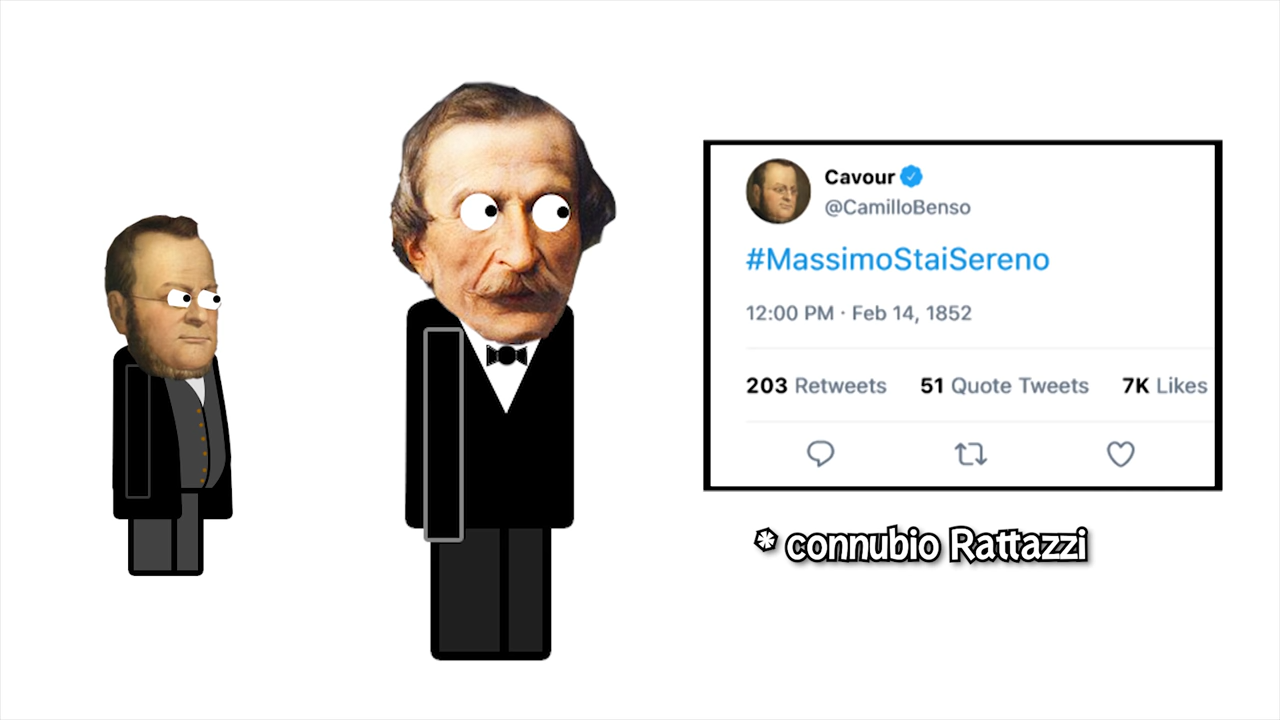 Cavour
@CamilloBenso
#MassimoStaiSereno
12:00 PM · Feb 14, 1852
203 Retweets 51 Quote Tweets 7K Likes
* connubio Rattazzi